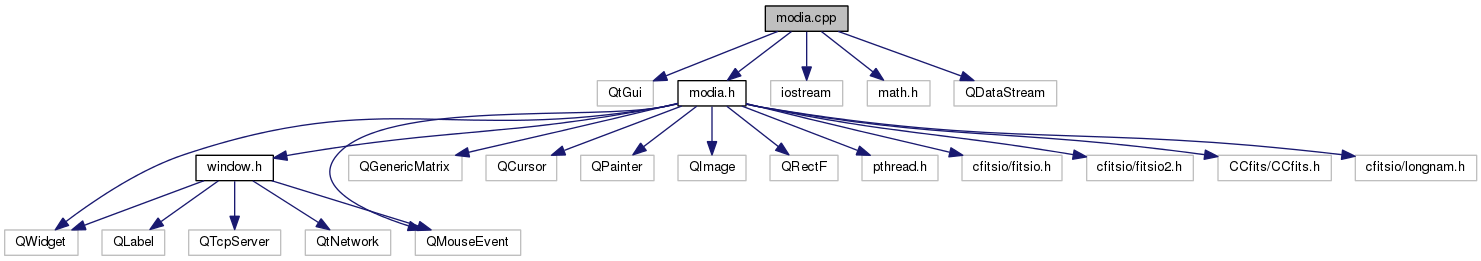 modia.cpp
QtGui
modia.h
iostream
math.h
QDataStream
window.h
QGenericMatrix
QCursor
QPainter
QImage
QRectF
pthread.h
cfitsio/fitsio.h
cfitsio/fitsio2.h
CCfits/CCfits.h
cfitsio/longnam.h
QWidget
QLabel
QTcpServer
QtNetwork
QMouseEvent